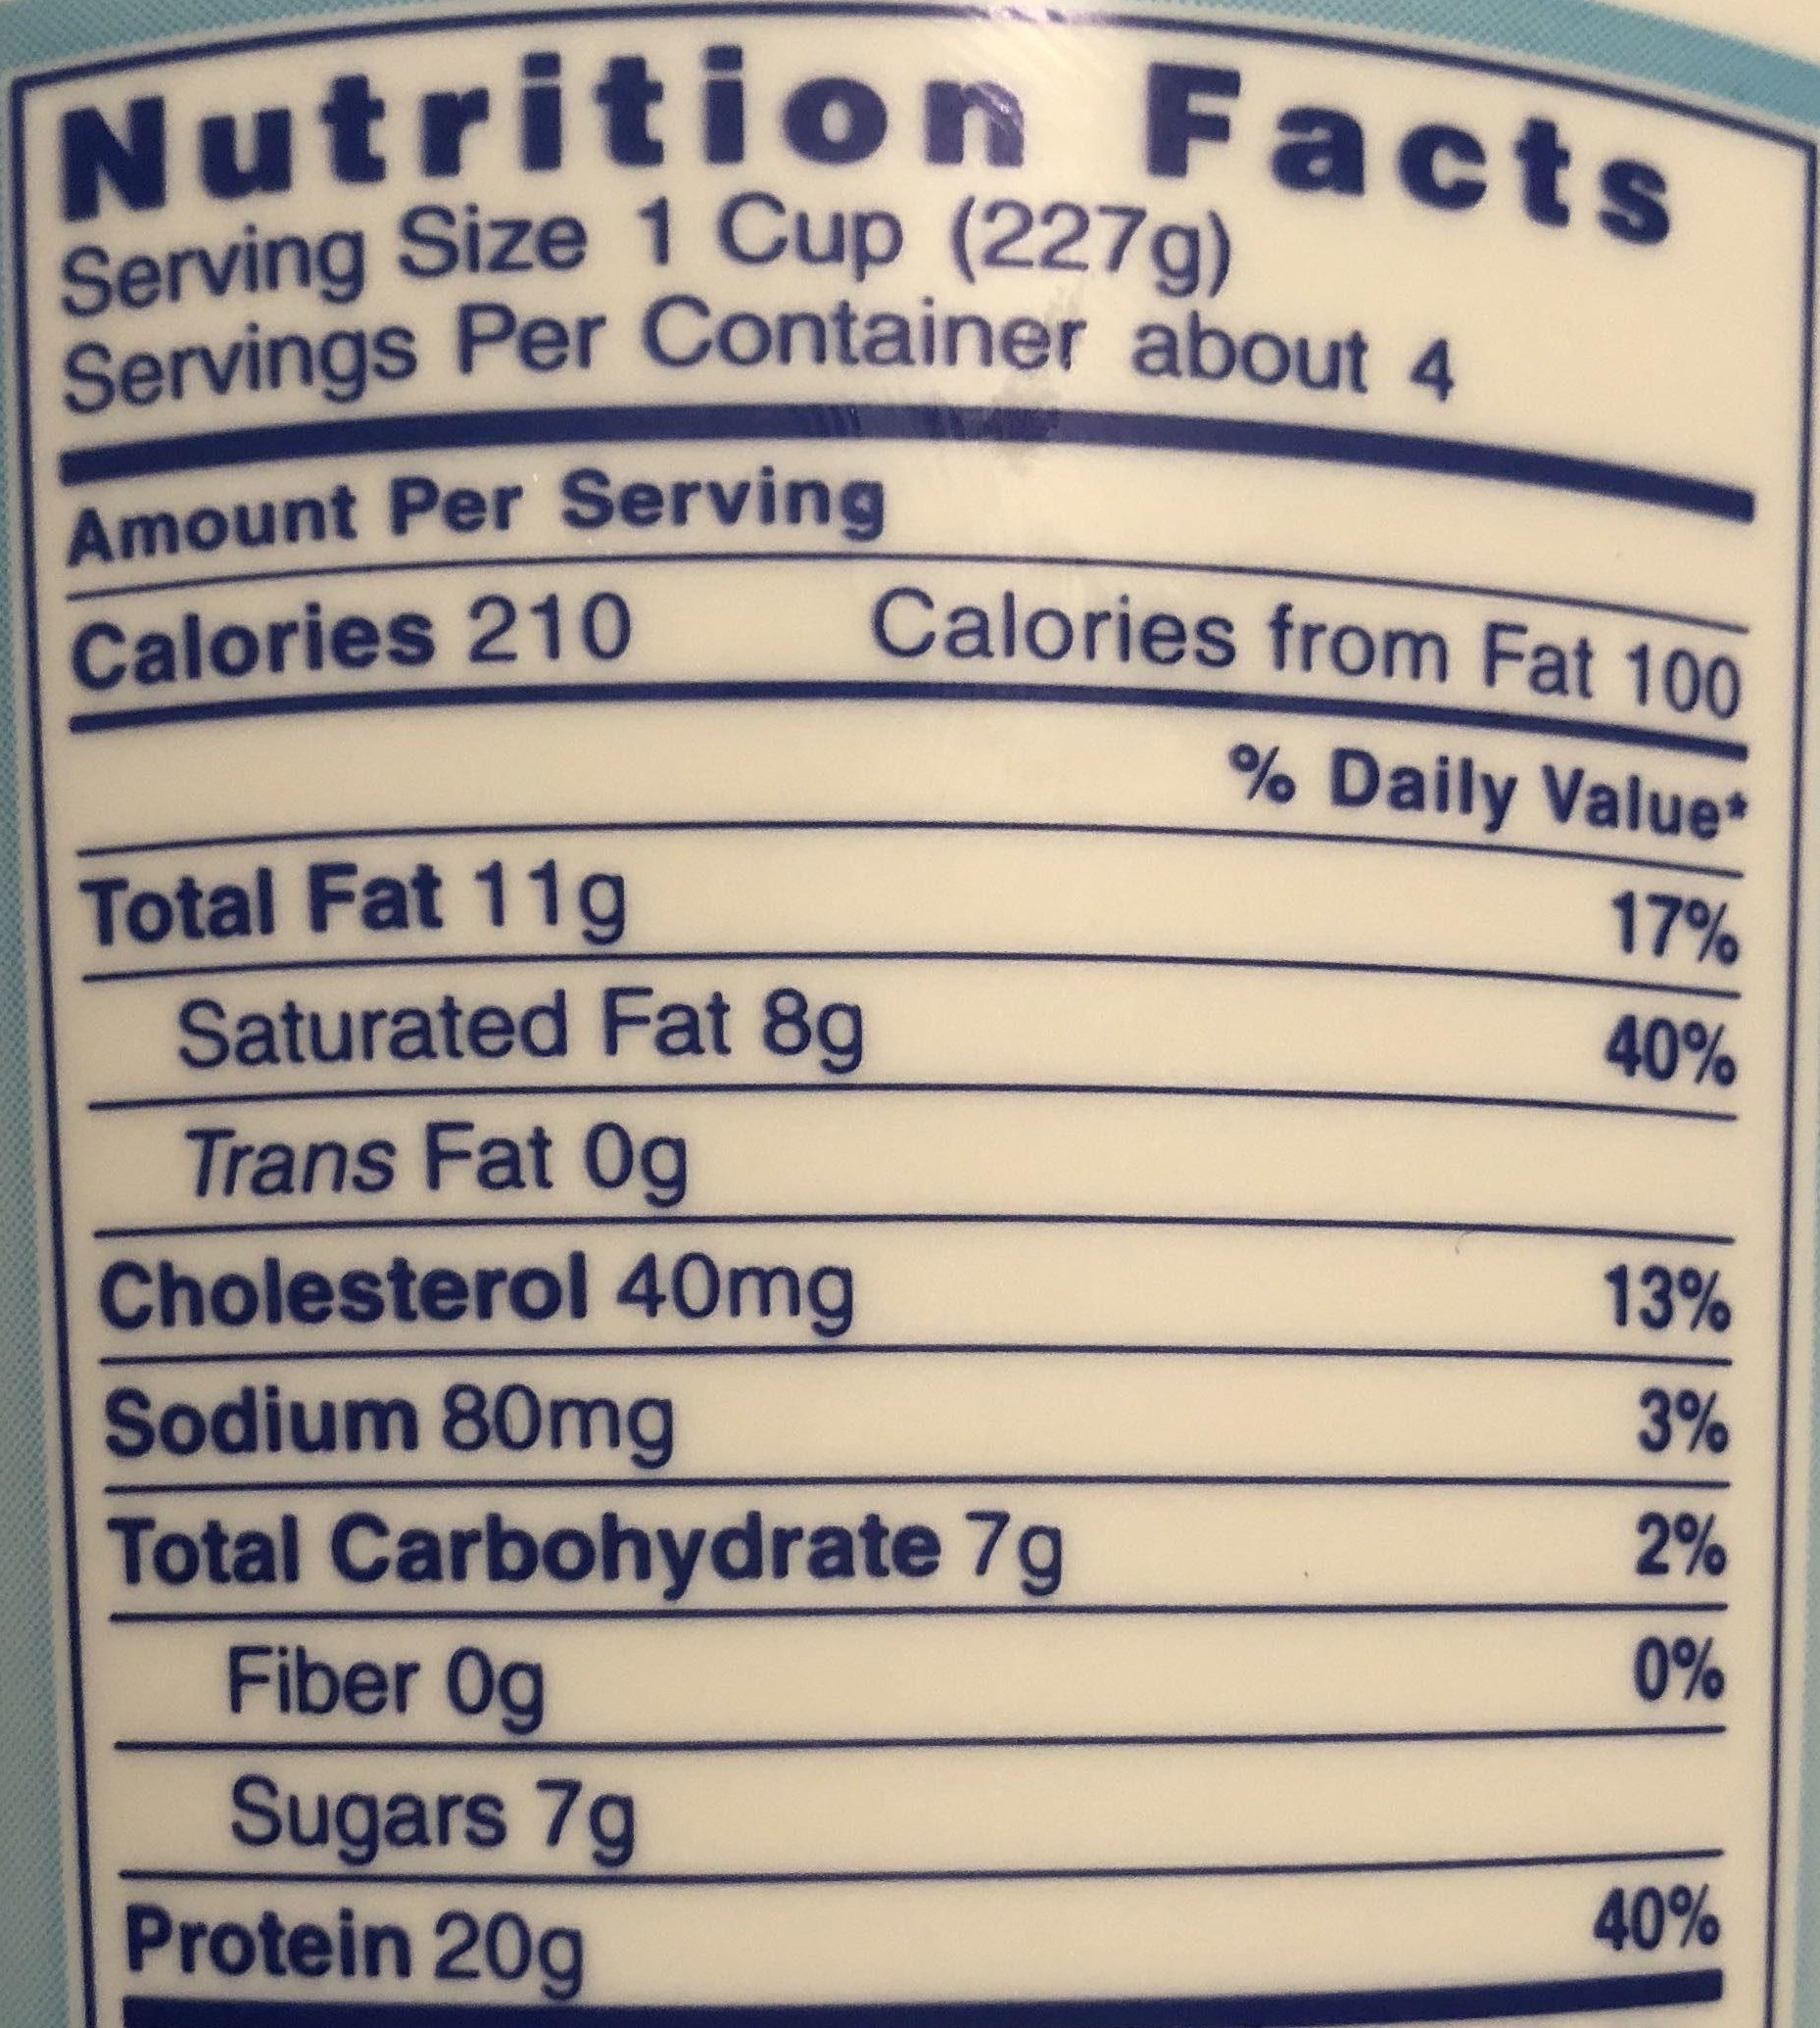 Nutrition Facts
Serving Size 1 Cup (227g)
Servings Per Container about 4
Amount Per Serving
Calories 210 Calories from Fat 100
% Daily Value*
Total Fat 11g 17%
Saturated Fat 8g 40%
Trans Fat 0g
Cholesterol 40mg 13%
Sodium 80mg 3%
Total Carbohydrate 7g 2%
Fiber 0g 0%
Sugars 7g
Protein 20g 40%